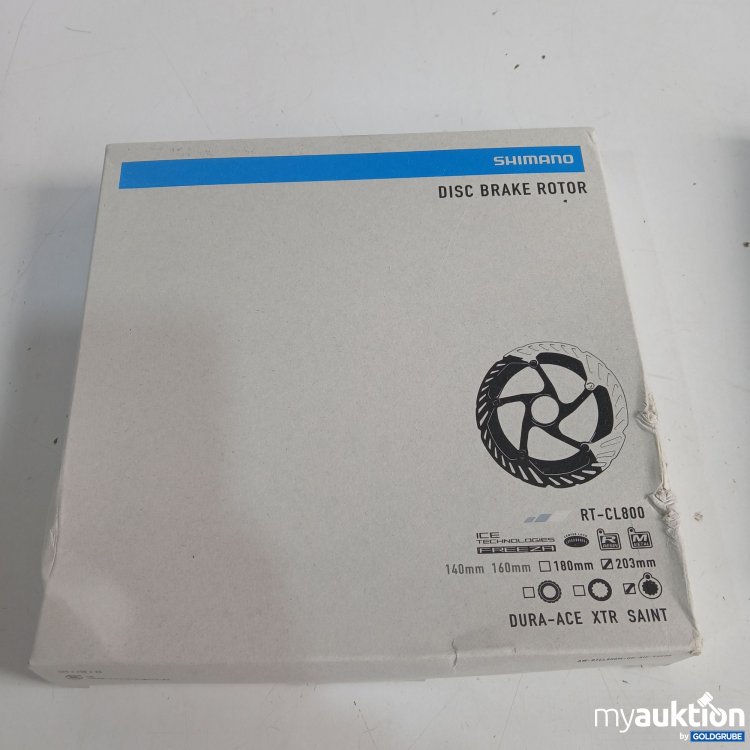 SHIMANO
DISC BRAKE ROTOR
RT-CL800
ICE
TECHNOLOGIES
FREEZA
R
M
140mm 160mm 180mm 203mm
DURA-ACE XTR SAINT
myauktion
by GOLDGRUBE